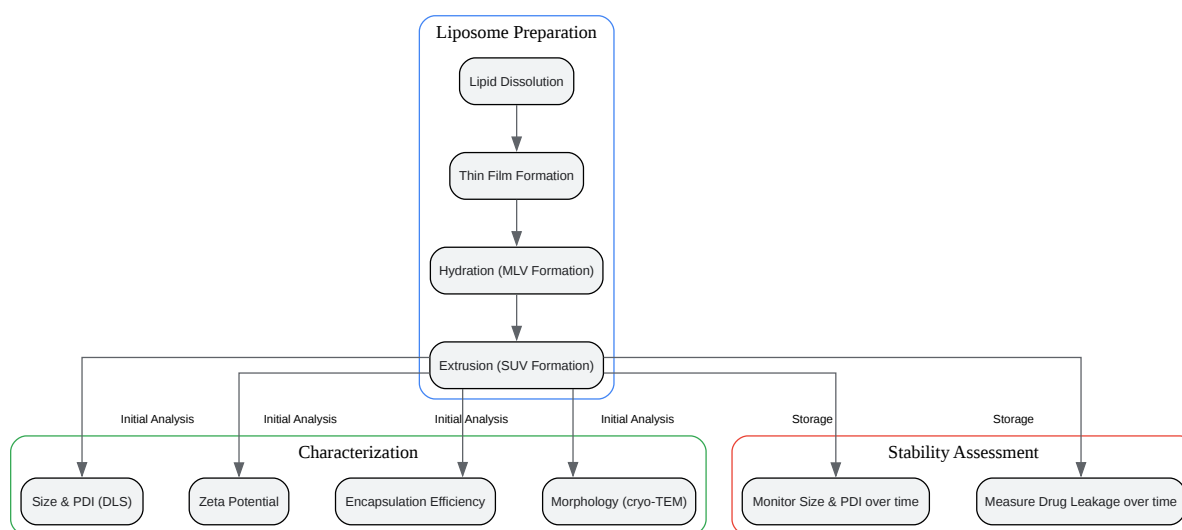 Liposome Preparation
Lipid Dissolution
Thin Film Formation
Hydration (MLV Formation)
Extrusion (SUV Formation)
Initial Analysis
Initial Analysis
Initial Analysis
Initial Analysis
Storage
Storage
Characterization
Stability Assessment
Size & PDI (DLS)
Zeta Potential
Encapsulation Efficiency
Morphology (cryo-TEM)
Monitor Size & PDI over time
Measure Drug Leakage over time